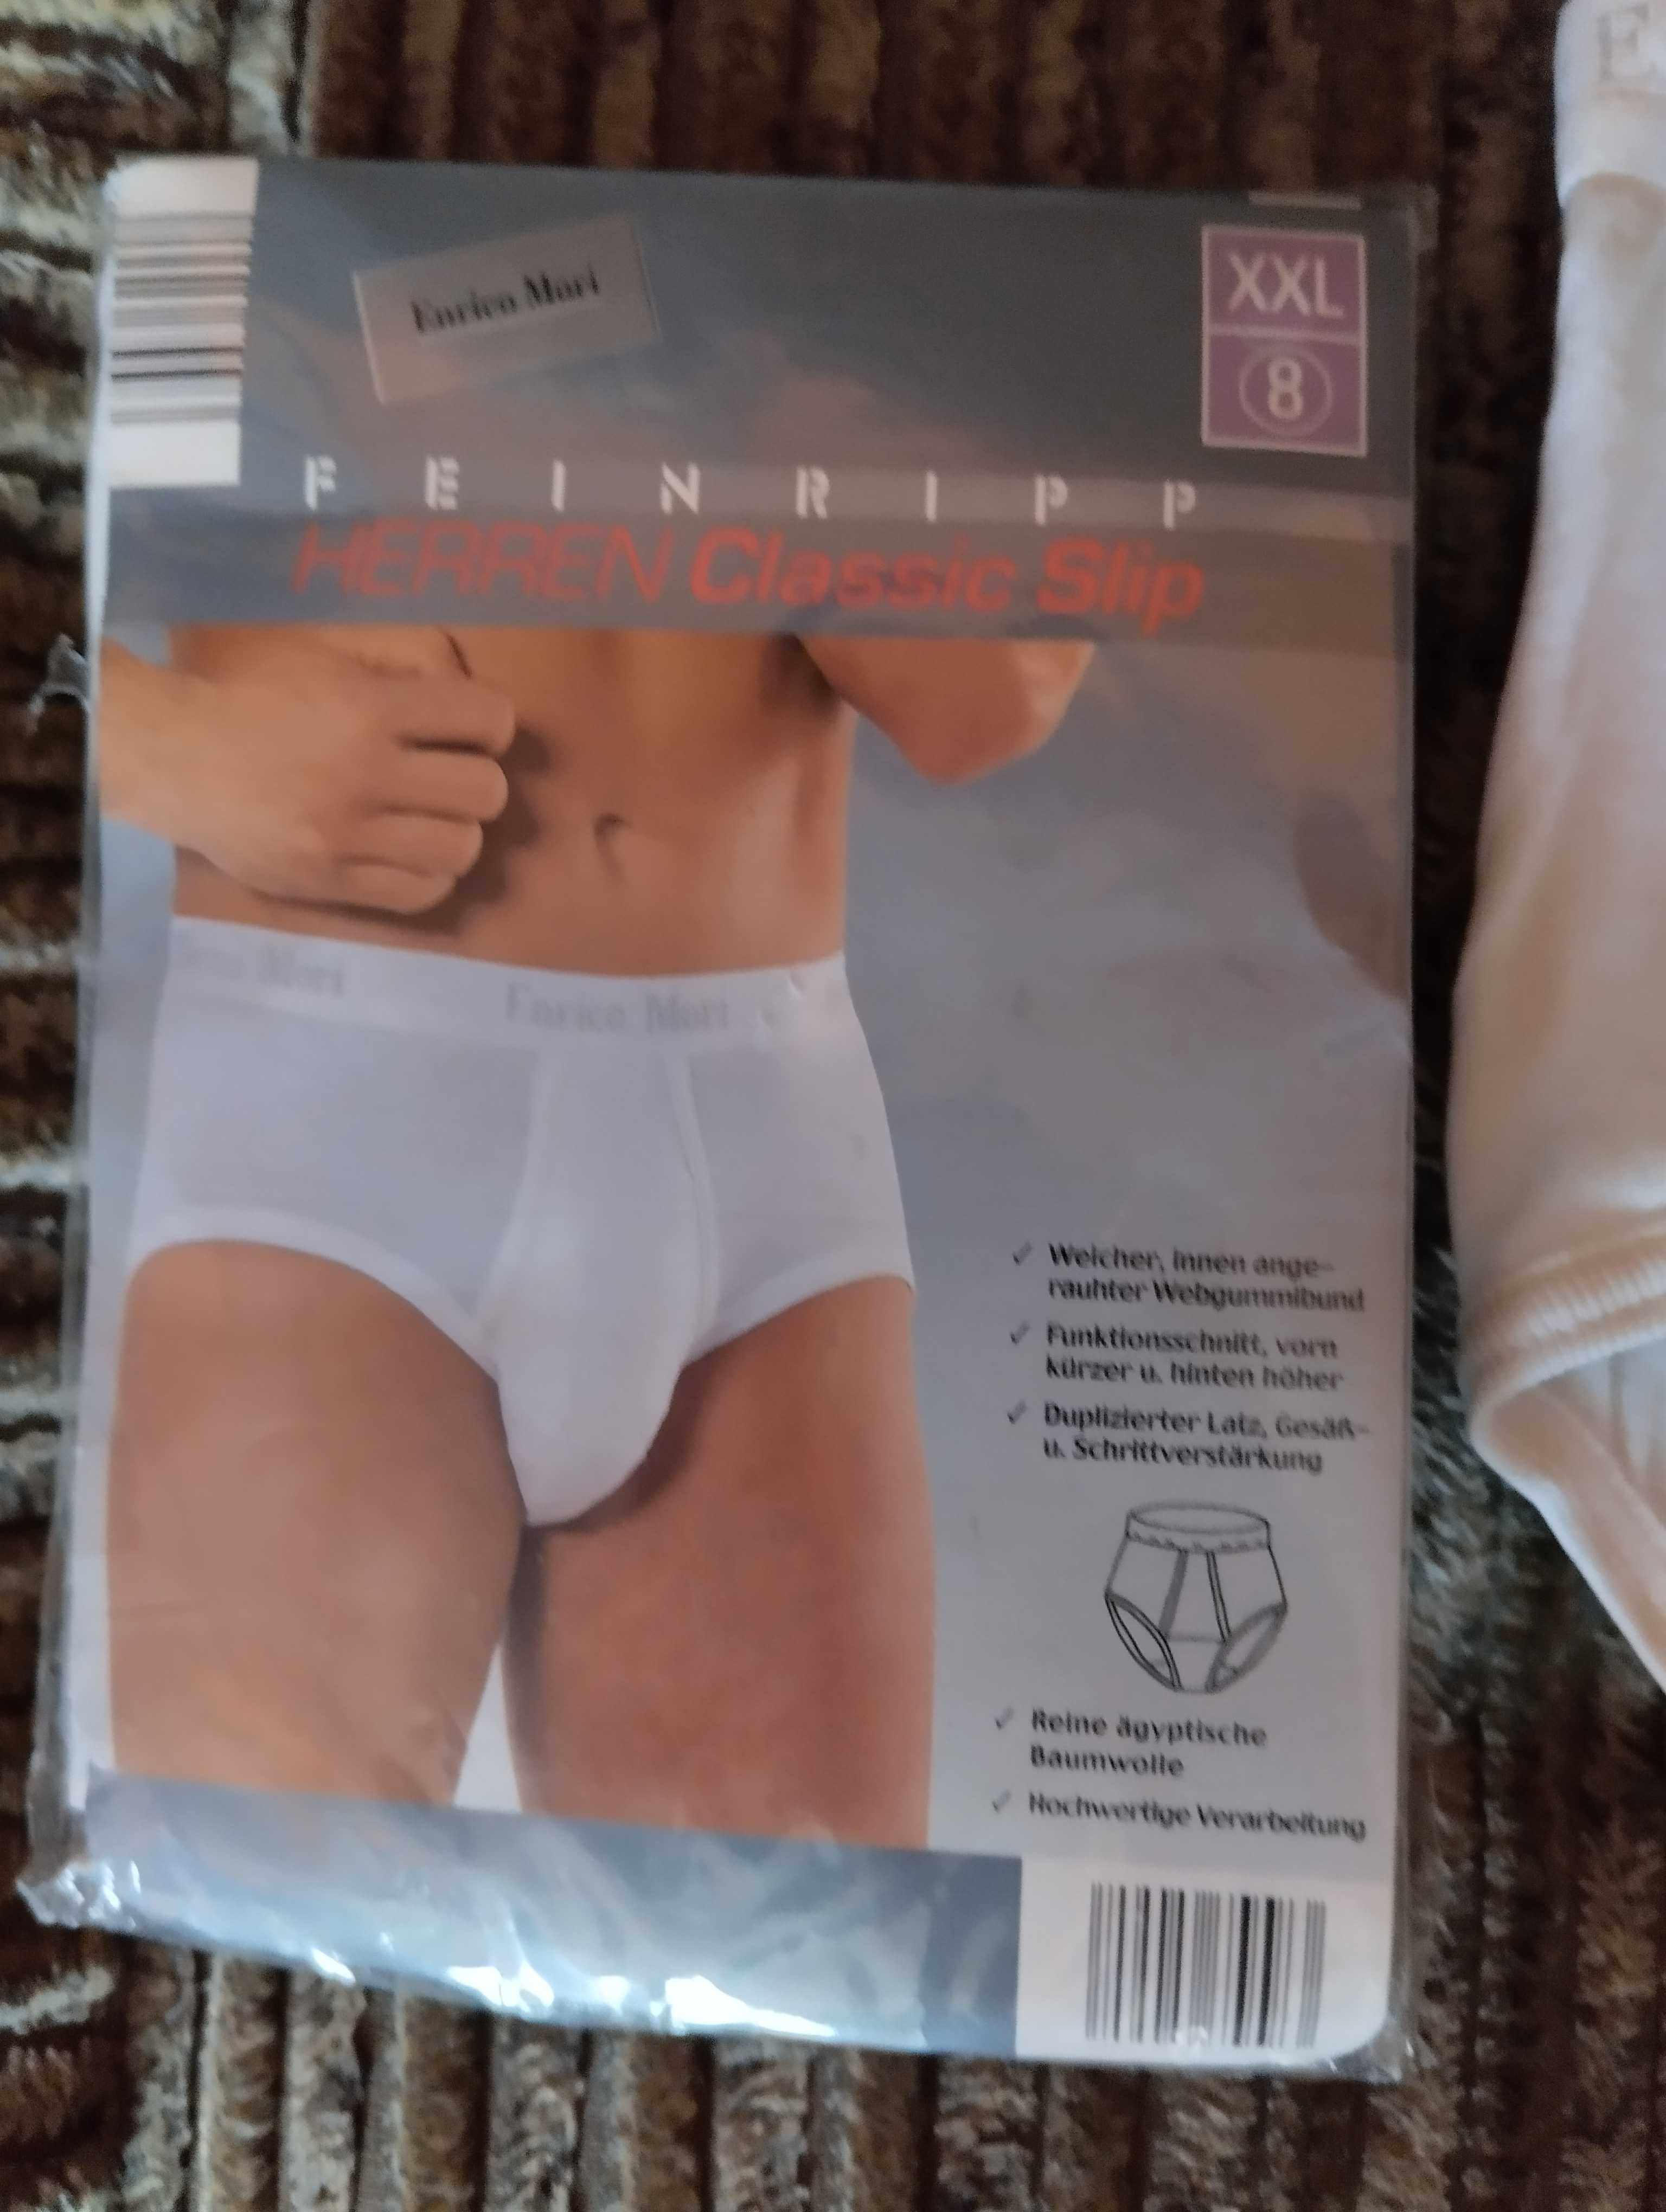 Enrico Mori
XXL
8
FEINRIPP
HERREN Classic Slip
Mori
Enrico Mori
Weicher, innen ange-
rauhter Webgummibund
Funktionsschnitt, vorn
kürzer u. hinten höher
Duplizierter Latz, Gesäß-
u. Schrittverstärkung
Reine ägyptische
Baumwolle
Hochwertige Verarbeitung
E